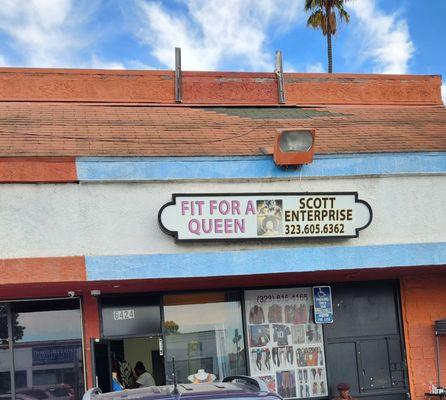 FIT FOR A
QUEEN
SCOTT
ENTERPRISE
323.605.6362
6424